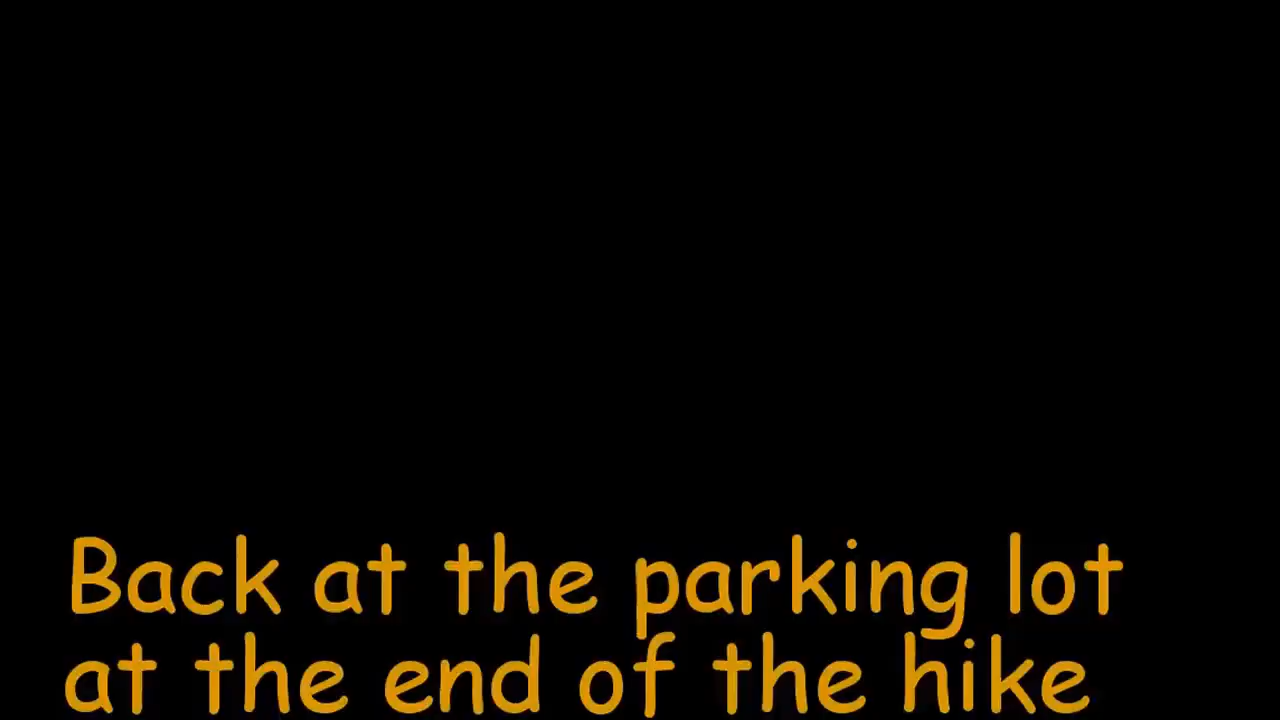 Back at the parking lot
at the end of the hike